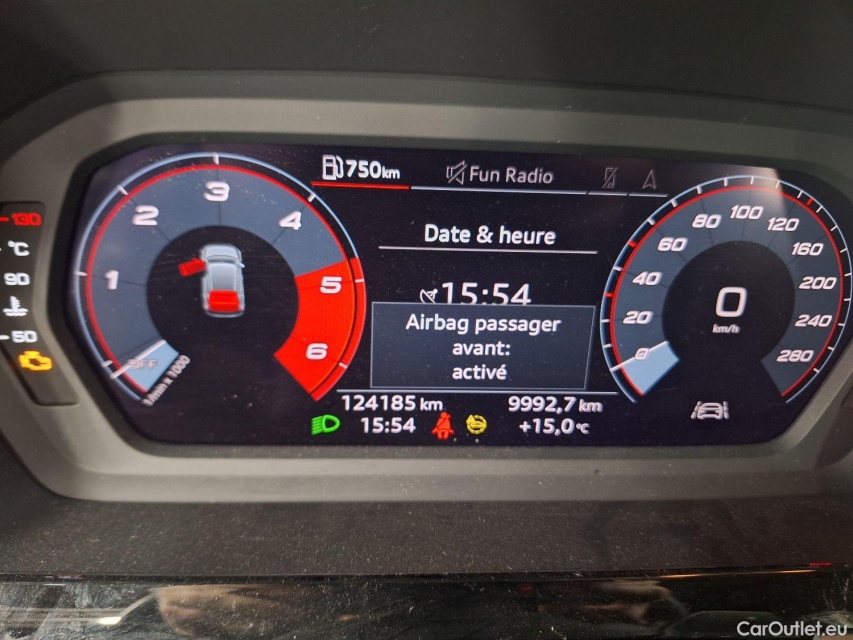 750km
Fun Radio
Date & heure
15:54
Airbag passager
avant:
activé
124185 km
9992,7 km
15:54
+15,0°C
130
°C
90
50
1
2
3
4
5
6
OFF
1/min x 1000
0
20
40
60
80
100
120
160
200
240
280
0
km/h
CarOutlet.eu